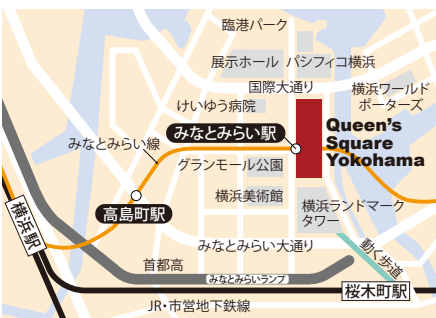 臨港パーク
展示ホール
パシフィコ横浜
国際大通り
横浜ワールド
ポーターズ
けいゆう病院
みなとみらい駅
Queen's
Square
Yokohama
みなとみらい線
グランモール公園
高島町駅
横浜美術館
横浜ランドマーク
タワー
横浜駅
みなとみらい大通り
動く歩道
首都高
みなとみらいランプ
桜木町駅
JR・市営地下鉄線